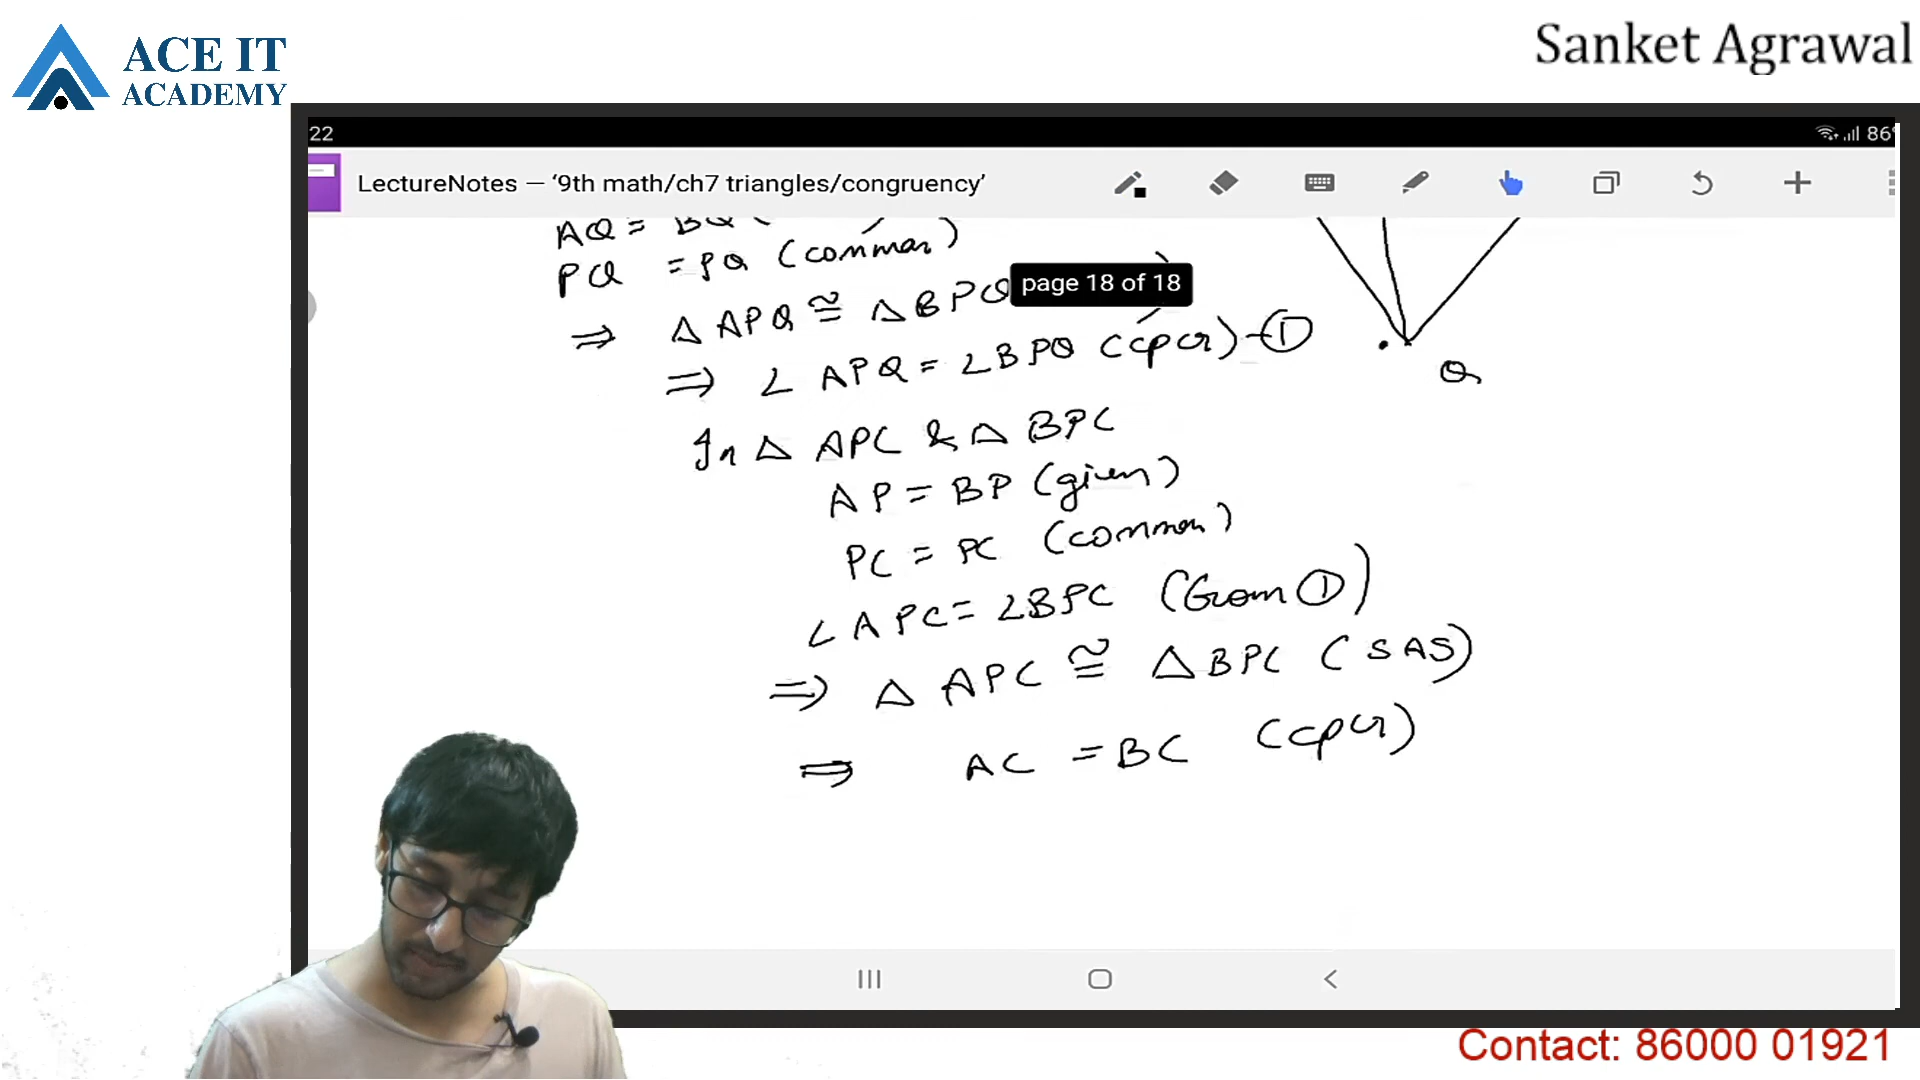 ACE IT
ACADEMY
Sanket Agrawal
22
86
LectureNotes — ‘9th math/ch7 triangles/congruency’
AQ = BQ (
PQ = PQ (common)
page 18 of 18
⇒ △ APQ ≅ △ BPQ
⇒ ∠ APQ = ∠BPQ (cpct) - ①
Q
In △ APC & △ BPC
AP = BP (given)
PC = PC (common)
∠ APC = ∠BPC (from ①)
⇒ △ APC ≅ △ BPC (SAS)
⇒ AC = BC (cpct)
Contact: 86000 01921